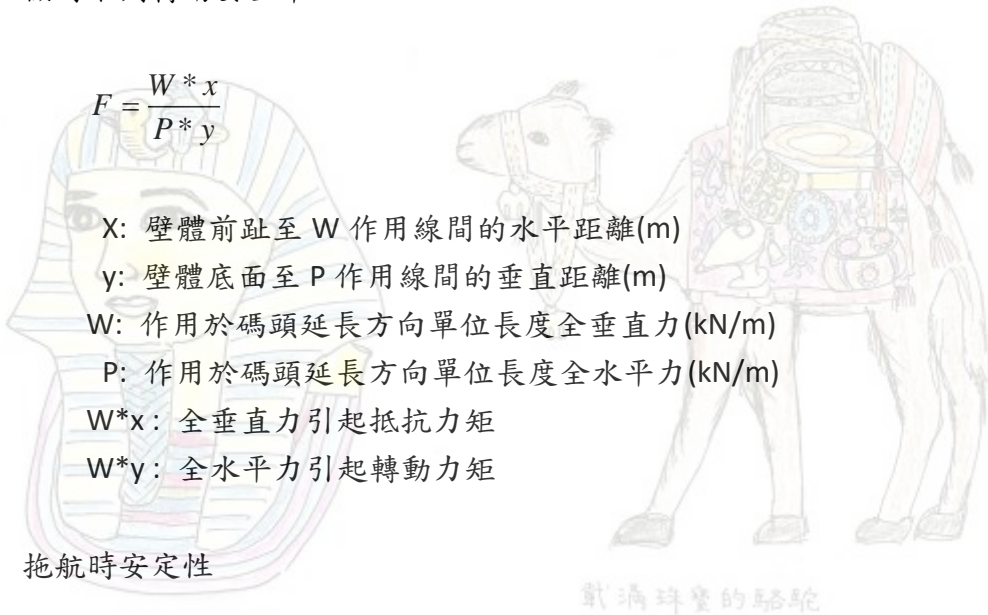 F = W * x / P * y
X: 壁體前趾至 W 作用線間的水平距離(m)
y: 壁體底面至 P 作用線間的垂直距離(m)
W: 作用於碼頭延長方向單位長度全垂直力(kN/m)
P: 作用於碼頭延長方向單位長度全水平力(kN/m)
W*x : 全垂直力引起抵抗力矩
W*y : 全水平力引起轉動力矩
拖航時安定性
戴滿珠寶的駱駝